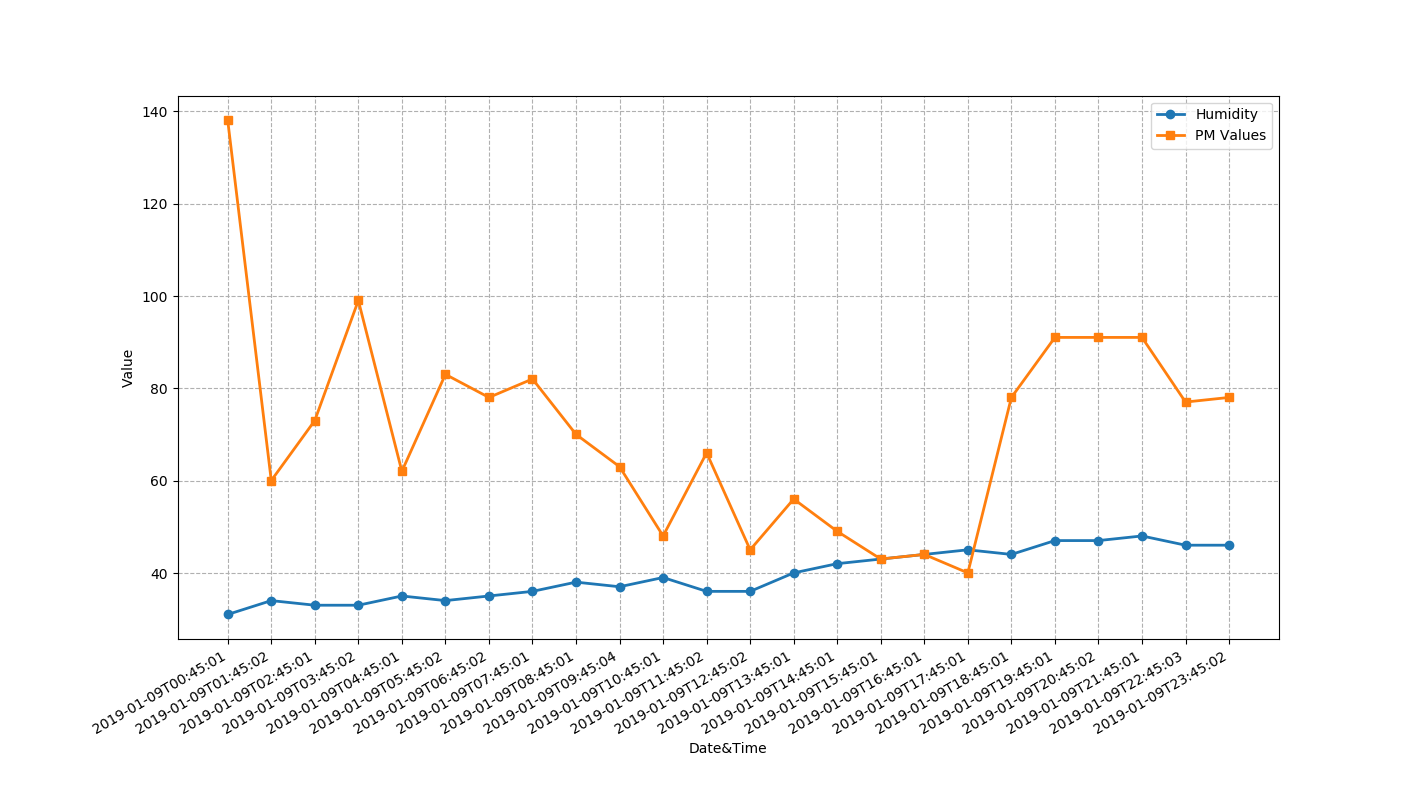 Humidity
PM Values
140
120
100
80
60
40
Value
2019-01-09T00:45:01
2019-01-09T01:45:02
2019-01-09T02:45:01
2019-01-09T03:45:02
2019-01-09T04:45:01
2019-01-09T05:45:02
2019-01-09T06:45:02
2019-01-09T07:45:01
2019-01-09T08:45:01
2019-01-09T09:45:04
2019-01-09T10:45:01
2019-01-09T11:45:02
2019-01-09T12:45:02
2019-01-09T13:45:01
2019-01-09T14:45:01
2019-01-09T15:45:01
2019-01-09T16:45:01
2019-01-09T17:45:01
2019-01-09T18:45:01
2019-01-09T19:45:01
2019-01-09T20:45:02
2019-01-09T21:45:01
2019-01-09T22:45:03
2019-01-09T23:45:02
Date&Time